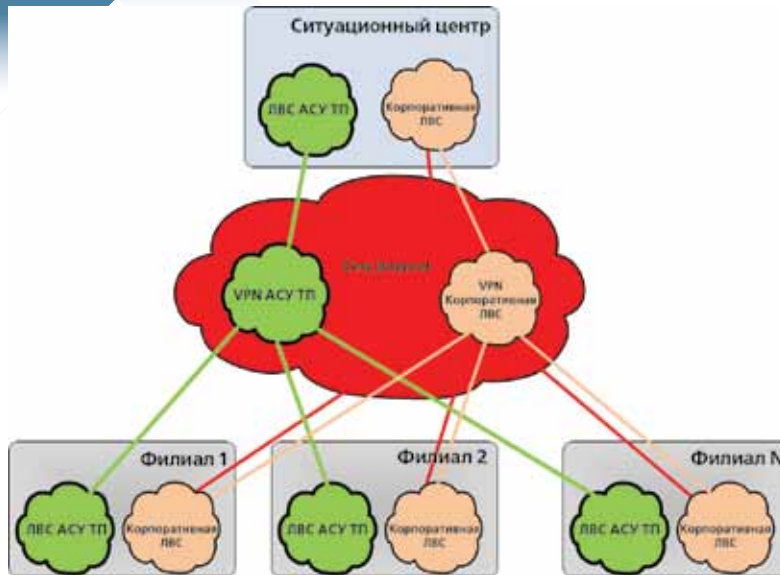 Ситуационный центр
ЛВС АСУ ТП
Корпоративная
ЛВС
VPN АСУ ТП
VPN
Корпоративная
ЛВС
Филиал 1
ЛВС АСУ ТП
Корпоративная
ЛВС
Филиал 2
ЛВС АСУ ТП
Корпоративная
ЛВС
Филиал N
ЛВС АСУ ТП
Корпоративная
ЛВС